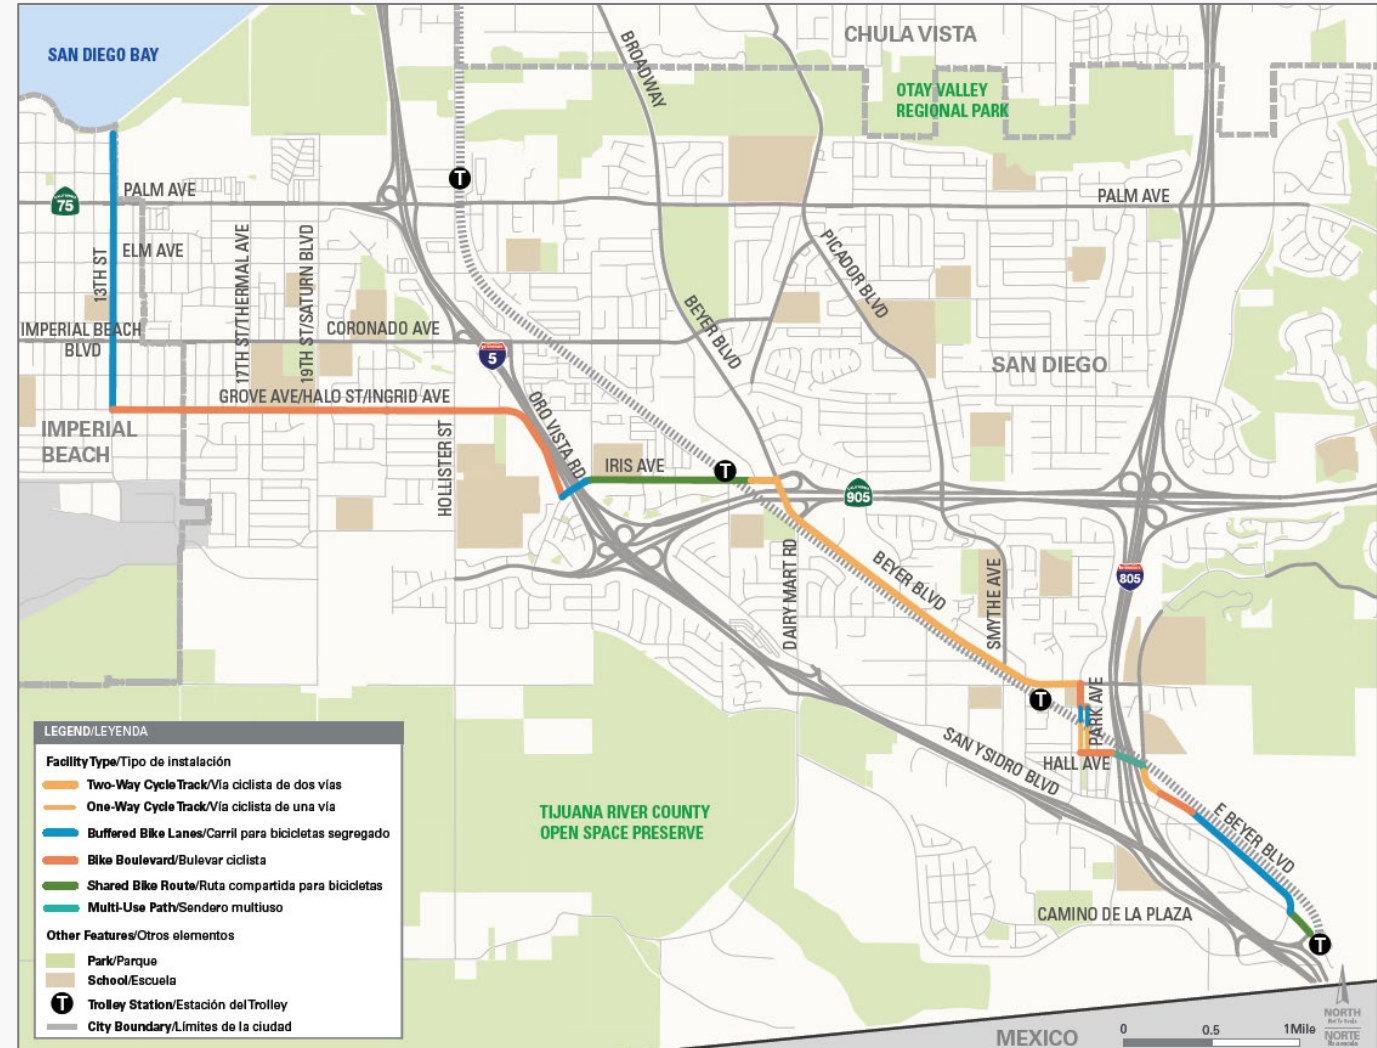 SAN DIEGO BAY
CHULA VISTA
BROADWAY
OTAY VALLEY
REGIONAL PARK
T
CALIFORNIA
75
PALM AVE
PALM AVE
ELM AVE
13TH ST
17TH ST/THERMAL AVE
19TH ST/SATURN BLVD
PICADOR BLVD
BEYER BLVD
IMPERIAL BEACH
BLVD
CORONADO AVE
5
SAN DIEGO
GROVE AVE/HALO ST/INGRID AVE
ORO VISTA RD
IMPERIAL
BEACH
HOLLISTER ST
IRIS AVE
T
905
DAIRY MART RD
BEYER BLVD
SMYTHE AVE
805
T
PARK AVE
HALL AVE
SAN YSIDRO BLVD
E BEYER BLVD
TIJUANA RIVER COUNTY
OPEN SPACE PRESERVE
CAMINO DE LA PLAZA
T
LEGEND/LEYENDA
Facility Type/Tipo de instalación
Two-Way Cycle Track/Vía ciclista de dos vías
One-Way Cycle Track/Vía ciclista de una vía
Buffered Bike Lanes/Carril para bicicletas segregado
Bike Boulevard/Bulevar ciclista
Shared Bike Route/Ruta compartida para bicicletas
Multi-Use Path/Sendero multiuso
Other Features/Otros elementos
Park/Parque
School/Escuela
T Trolley Station/Estación del Trolley
City Boundary/Límites de la ciudad
MEXICO
0 0.5 1 Mile
NORTH
NORTE